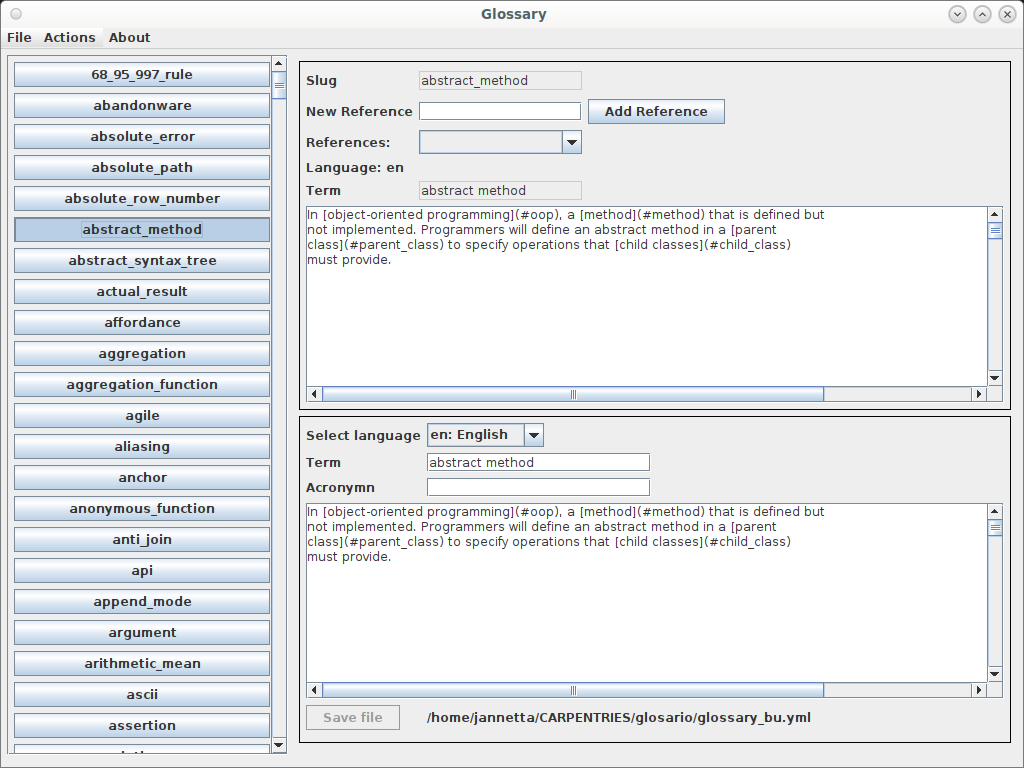 Glossary
File Actions About
68_95_997_rule
abandonware
absolute_error
absolute_path
absolute_row_number
abstract_method
abstract_syntax_tree
actual_result
affordance
aggregation
aggregation_function
agile
aliasing
anchor
anonymous_function
anti_join
api
append_mode
argument
arithmetic_mean
ascii
assertion
Slug abstract_method
New Reference Add Reference
References:
Language: en
Term abstract method
In [object-oriented programming](#oop), a [method](#method) that is defined but
not implemented. Programmers will define an abstract method in a [parent
class](#parent_class) to specify operations that [child classes](#child_class)
must provide.
Select language en: English
Term abstract method
Acronymn
In [object-oriented programming](#oop), a [method](#method) that is defined but
not implemented. Programmers will define an abstract method in a [parent
class](#parent_class) to specify operations that [child classes](#child_class)
must provide.
Save file /home/jannetta/CARPENTRIES/glosario/glossary_bu.yml